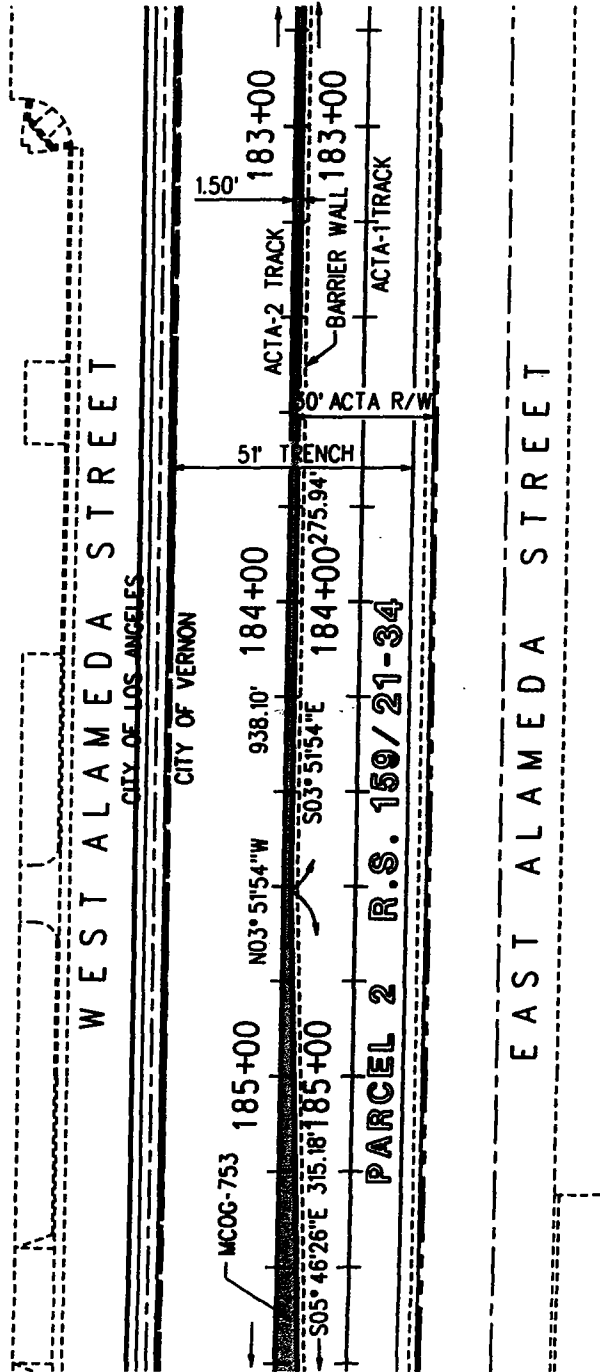 183+00
183+00
1.50'
ACTA-2 TRACK
BARRIER WALL
ACTA-1 TRACK
50' ACTA R/W
51' TRENCH
WEST ALAMEDA STREET
EAST ALAMEDA STREET
CITY OF LOS ANGELES
CITY OF VERNON
184+00
184+00
275.94'
938.10'
S03°51'54"E
N03°51'54"W
PARCEL 2 R.S. 159/21-34
185+00
185+00
MCOG-753
S05°46'26"E 315.18'